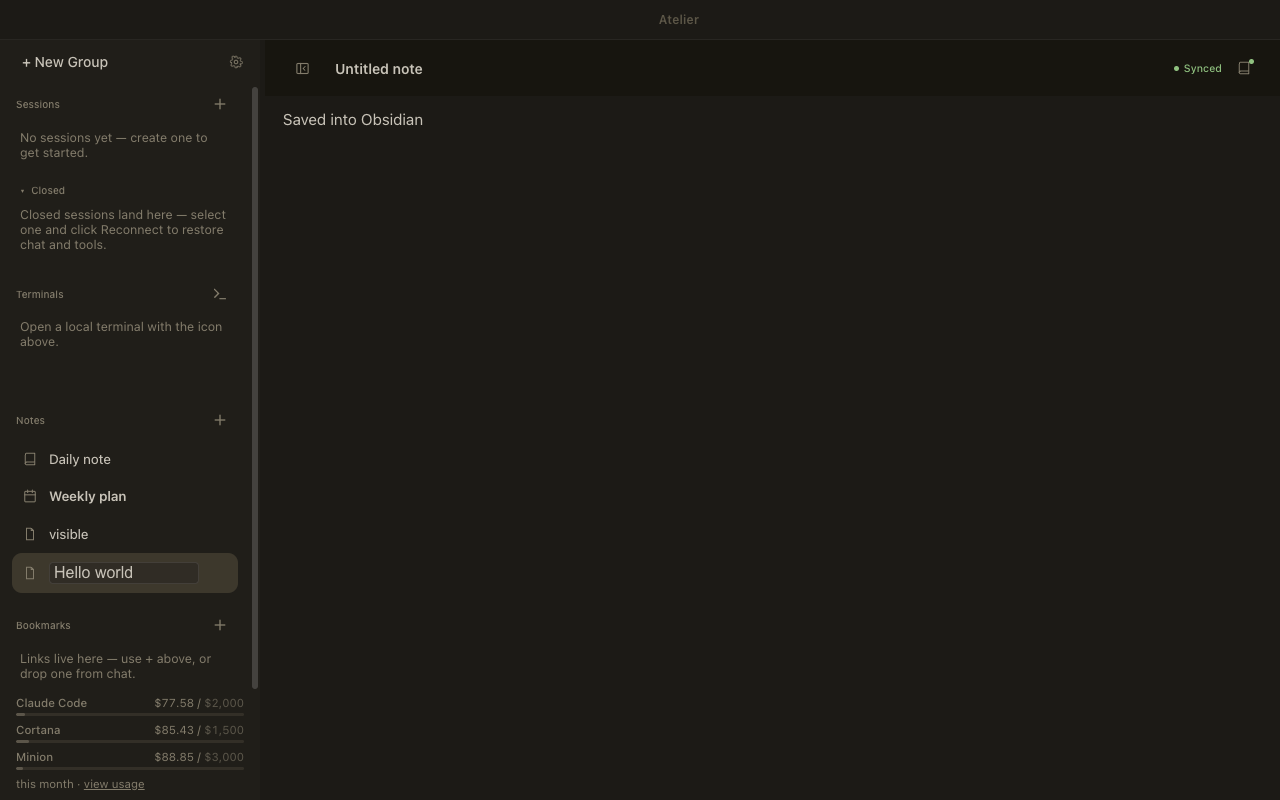 Atelier
+ New Group
Sessions
No sessions yet — create one to
get started.
Closed
Closed sessions land here — select
one and click Reconnect to restore
chat and tools.
Terminals
Open a local terminal with the icon
above.
Notes
Daily note
Weekly plan
visible
Hello world
Bookmarks
Links live here — use + above, or
drop one from chat.
Claude Code $77.58 / $2,000
Cortana $85.43 / $1,500
Minion $88.85 / $3,000
this month · view usage
Untitled note
Synced
Saved into Obsidian